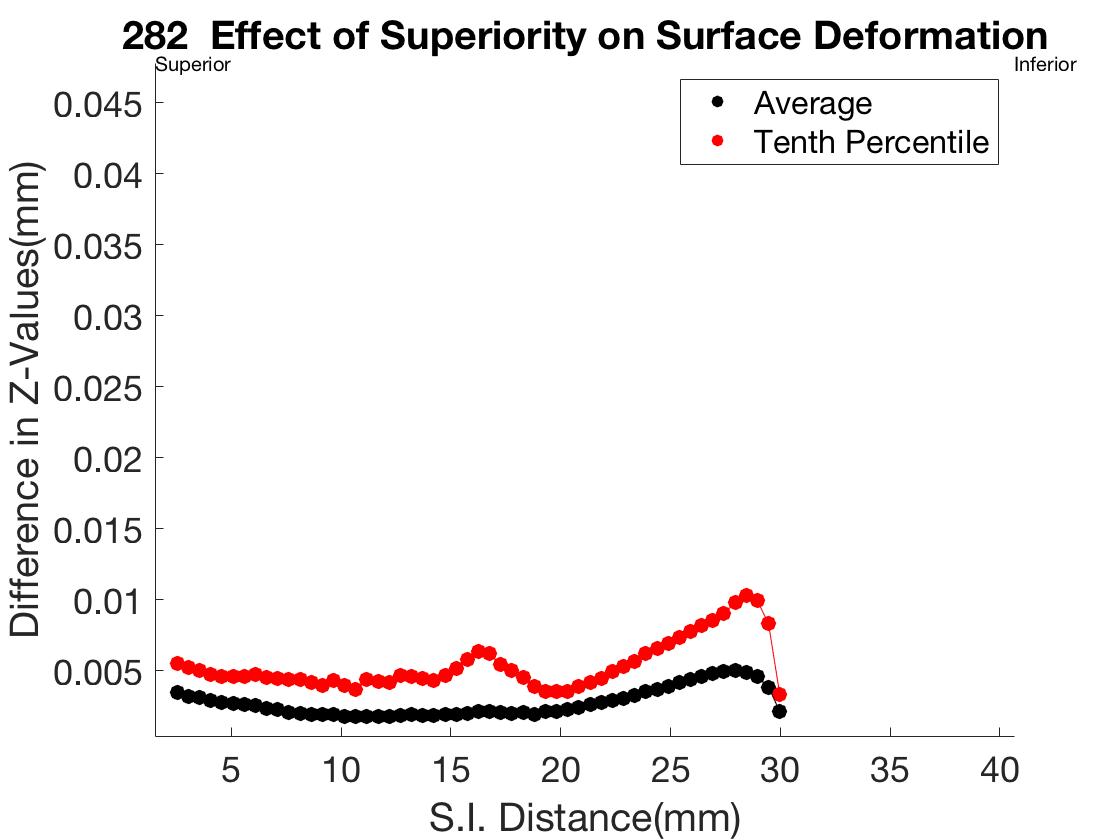 282  Effect of Superiority on Surface Deformation
Superior
Inferior
Average
Tenth Percentile
Difference in Z-Values(mm)
0.045
0.04
0.035
0.03
0.025
0.02
0.015
0.01
0.005
5
10
15
20
25
30
35
40
S.I. Distance(mm)